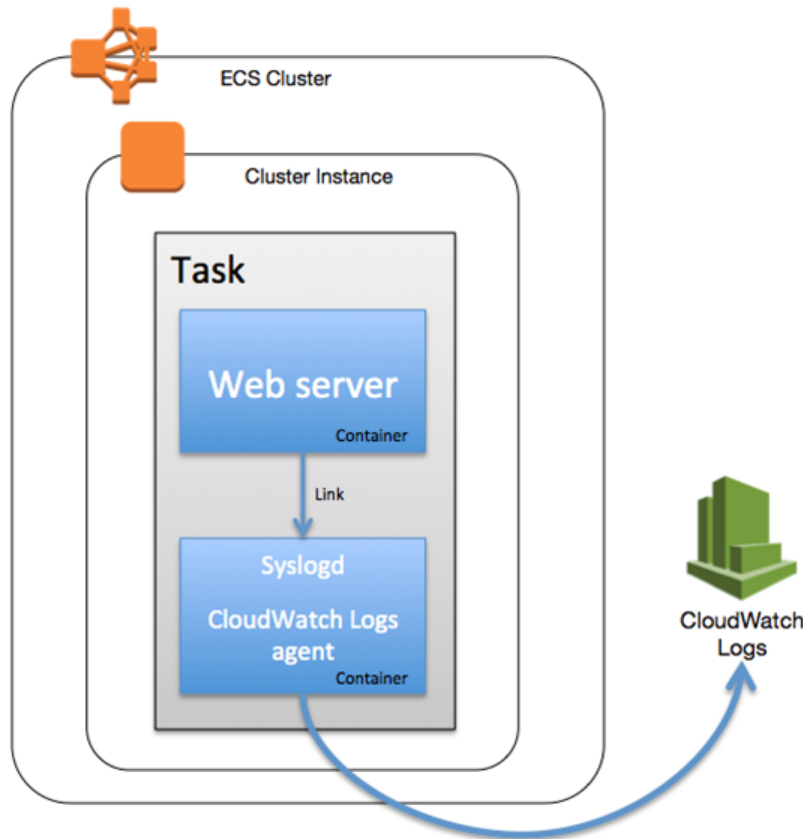 ECS Cluster
Cluster Instance
Task
Web server
Container
Link
Syslogd
CloudWatch Logs
agent
Container
CloudWatch
Logs